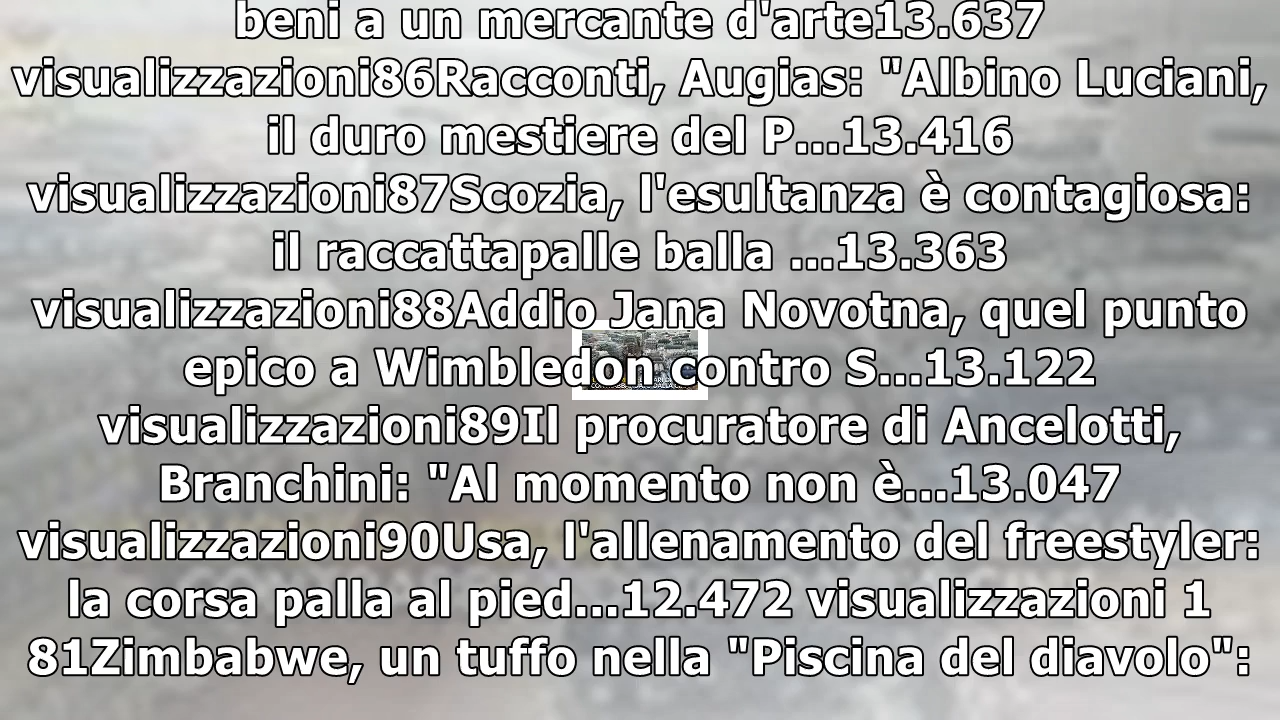 beni a un mercante d'arte13.637
visualizzazioni86Racconti, Augias: "Albino Luciani,
il duro mestiere del P...13.416
visualizzazioni87Scozia, l'esultanza è contagiosa:
il raccattapalle balla ...13.363
visualizzazioni88Addio Jana Novotna, quel punto
epico a Wimbledon contro S...13.122
visualizzazioni89Il procuratore di Ancelotti,
Branchini: "Al momento non è...13.047
visualizzazioni90Usa, l'allenamento del freestyler:
la corsa palla al pied...12.472 visualizzazioni 1
81Zimbabwe, un tuffo nella "Piscina del diavolo":